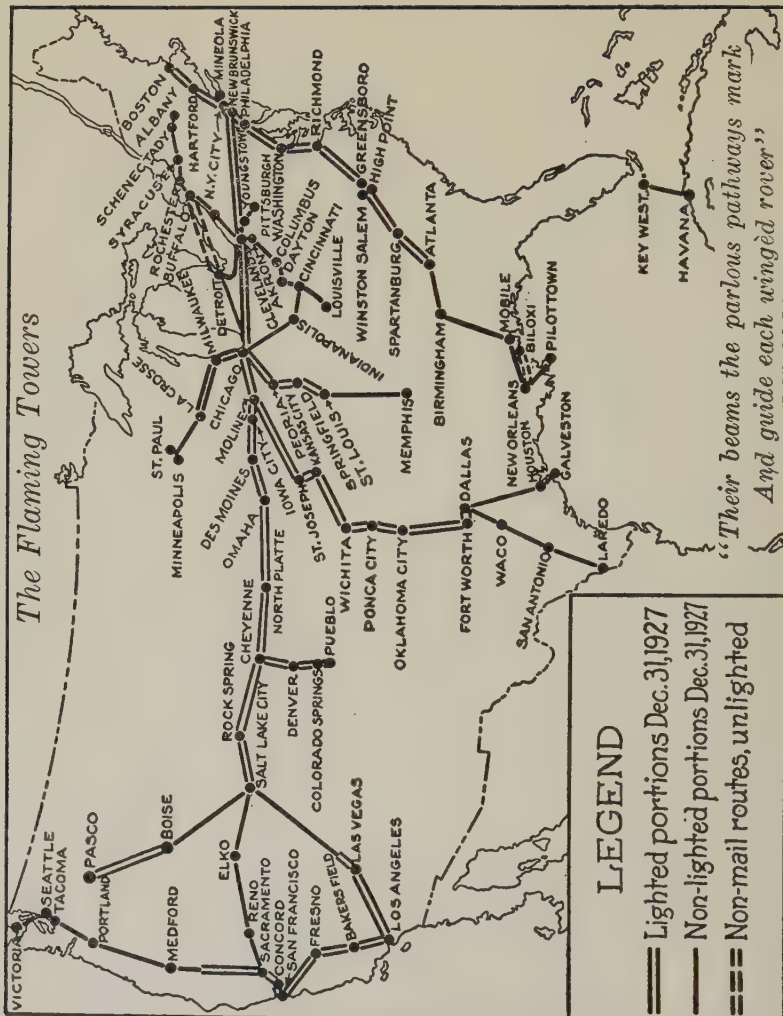 The Flaming Towers
VICTORIA
SEATTLE
TACOMA
PORTLAND
PASCO
MEDFORD
BOISE
ELKO
RENO
SACRAMENTO
CONCORD
SAN FRANCISCO
FRESNO
BAKERSFIELD
LAS VEGAS
LOS ANGELES
SALT LAKE CITY
ROCK SPRING
CHEYENNE
DENVER
COLORADO SPRINGS
PUEBLO
NORTH PLATTE
OMAHA
DES MOINES
IOWA CITY
MOLINE
CHICAGO
ST. JOSEPH
KANSAS CITY
WICHITA
PONCA CITY
OKLAHOMA CITY
FORT WORTH
DALLAS
WACO
SAN ANTONIO
LAREDO
HOUSTON
GALVESTON
MINNEAPOLIS
ST. PAUL
LA CROSSE
MILWAUKEE
PEORIA
SPRINGFIELD
ST. LOUIS
MEMPHIS
INDIANAPOLIS
LOUISVILLE
CINCINNATI
DAYTON
COLUMBUS
AKRON
CLEVELAND
DETROIT
YOUNGSTOWN
PITTSBURGH
BUFFALO
ROCHESTER
SYRACUSE
SCHENECTADY
ALBANY
BOSTON
HARTFORD
N.Y. CITY
MINEOLA
NEW BRUNSWICK
PHILADELPHIA
WASHINGTON
RICHMOND
GREENSBORO
HIGH POINT
WINSTON SALEM
SPARTANBURG
ATLANTA
BIRMINGHAM
MOBILE
BILOXI
NEW ORLEANS
PILOTTOWN
KEY WEST
HAVANA
LEGEND
Lighted portions Dec. 31, 1927
Non-lighted portions Dec. 31, 1927
Non-mail routes, unlighted
"Their beams the parlous pathways mark
And guide each wingèd rover"